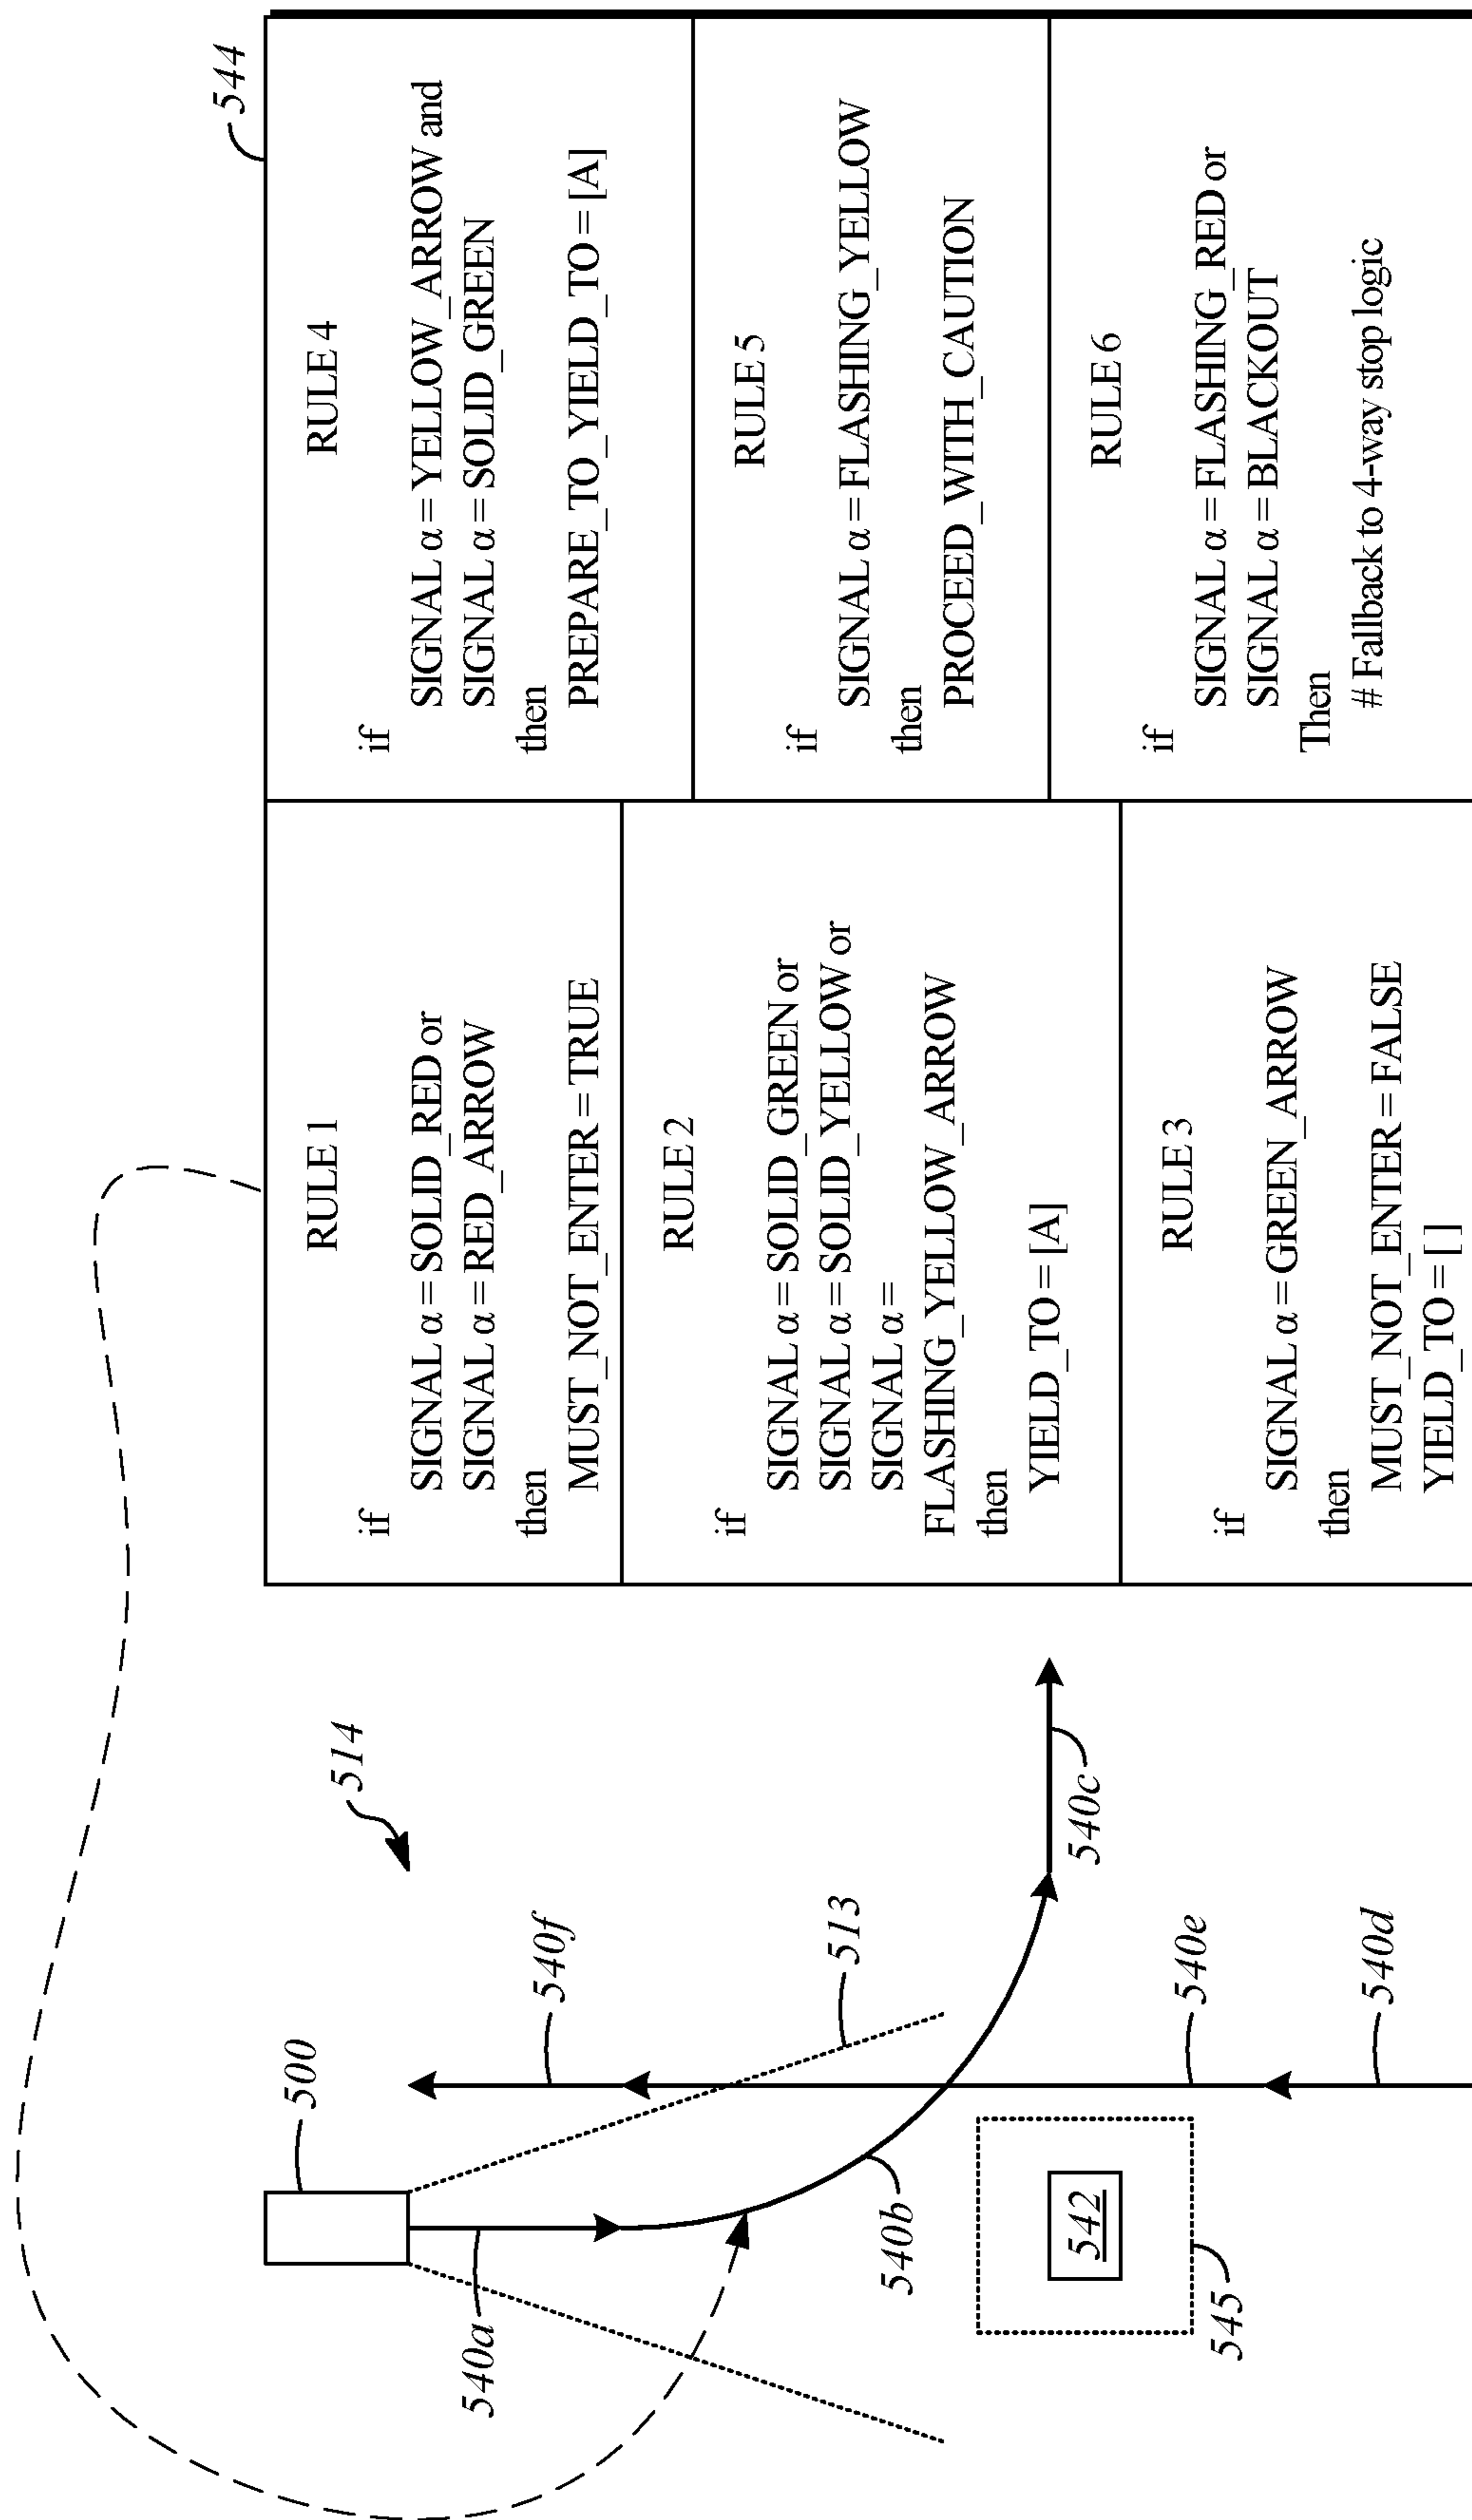 500
514
540f
540a
513
540b
540c
542
545
540e
540d
544
RULE 1
if
SIGNAL α = SOLID_RED or
SIGNAL α = RED_ARROW
then
MUST_NOT_ENTER = TRUE
RULE 2
if
SIGNAL α = SOLID_GREEN or
SIGNAL α = SOLID_YELLOW or
SIGNAL α =
FLASHING_YELLOW_ARROW
then
YIELD_TO = [A]
RULE 3
if
SIGNAL α = GREEN_ARROW
then
MUST_NOT_ENTER = FALSE
YIELD_TO = [ ]
RULE 4
if
SIGNAL α = YELLOW_ARROW and
SIGNAL α = SOLID_GREEN
then
PREPARE_TO_YIELD_TO = [A]
RULE 5
if
SIGNAL α = FLASHING_YELLOW
then
PROCEED_WITH_CAUTION
RULE 6
if
SIGNAL α = FLASHING_RED or
SIGNAL α = BLACKOUT
Then
# Fallback to 4-way stop logic